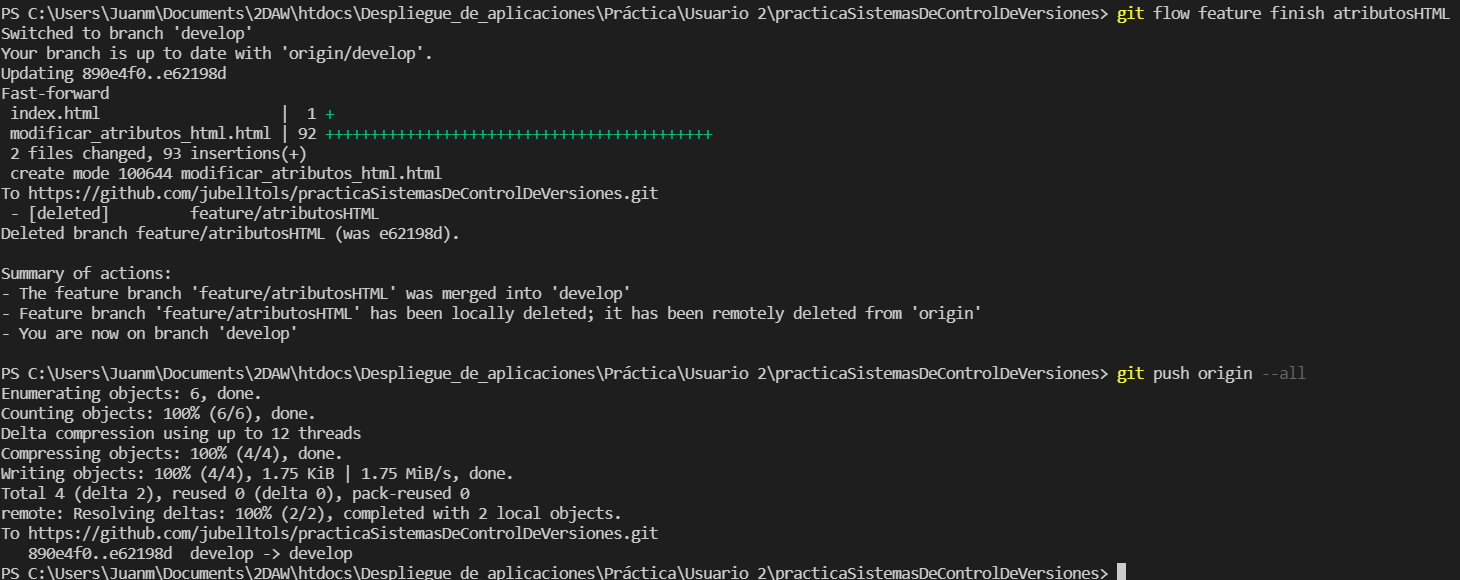 PS C:\Users\Juanm\Documents\2DAW\htdocs\Despliegue_de_aplicaciones\Práctica\Usuario 2\practicaSistemasDeControlDeVersiones> git flow feature finish atributosHTML
Switched to branch 'develop'
Your branch is up to date with 'origin/develop'.
Updating 890e4f0..e62198d
Fast-forward
 index.html                    |  1 +
 modificar_atributos_html.html | 92 +++++++++++++++++++++++++++++++++++++++++++
 2 files changed, 93 insertions(+)
 create mode 100644 modificar_atributos_html.html
To https://github.com/jubelltols/practicaSistemasDeControlDeVersiones.git
 - [deleted]         feature/atributosHTML
Deleted branch feature/atributosHTML (was e62198d).
Summary of actions:
- The feature branch 'feature/atributosHTML' was merged into 'develop'
- Feature branch 'feature/atributosHTML' has been locally deleted; it has been remotely deleted from 'origin'
- You are now on branch 'develop'
PS C:\Users\Juanm\Documents\2DAW\htdocs\Despliegue_de_aplicaciones\Práctica\Usuario 2\practicaSistemasDeControlDeVersiones> git push origin --all
Enumerating objects: 6, done.
Counting objects: 100% (6/6), done.
Delta compression using up to 12 threads
Compressing objects: 100% (4/4), done.
Writing objects: 100% (4/4), 1.75 KiB | 1.75 MiB/s, done.
Total 4 (delta 2), reused 0 (delta 0), pack-reused 0
remote: Resolving deltas: 100% (2/2), completed with 2 local objects.
To https://github.com/jubelltols/practicaSistemasDeControlDeVersiones.git
   890e4f0..e62198d  develop -> develop
PS C:\Users\Juanm\Documents\2DAW\htdocs\Despliegue_de_aplicaciones\Práctica\Usuario 2\practicaSistemasDeControlDeVersiones>